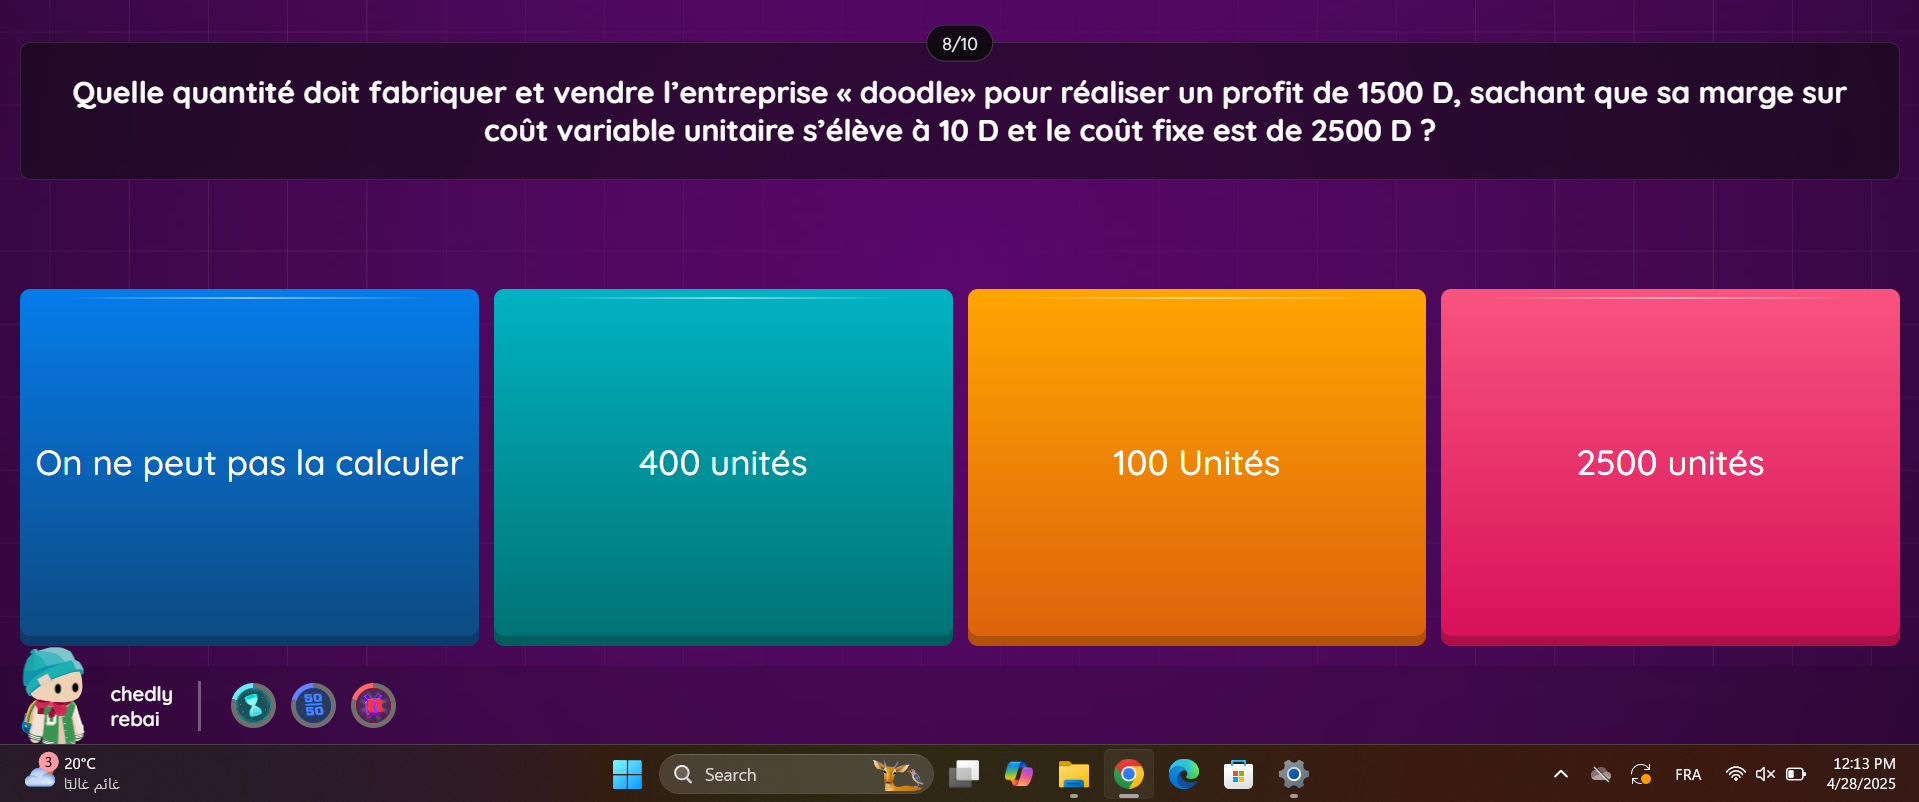 8/10
Quelle quantité doit fabriquer et vendre l’entreprise « doodle» pour réaliser un profit de 1500 D, sachant que sa marge sur
coût variable unitaire s’élève à 10 D et le coût fixe est de 2500 D ?
On ne peut pas la calculer
400 unités
100 Unités
2500 unités
chedly
rebai
50
50
3
20°C
غائم غالبًا
Search
FRA
12:13 PM
4/28/2025